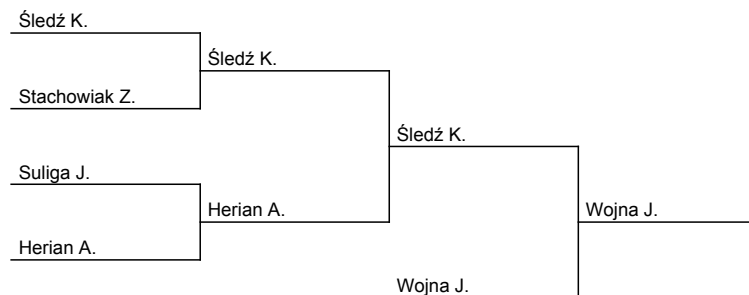 Śledź K.
Śledź K.
Stachowiak Z.
Śledź K.
Suliga J.
Herian A.
Wojna J.
Herian A.
Wojna J.